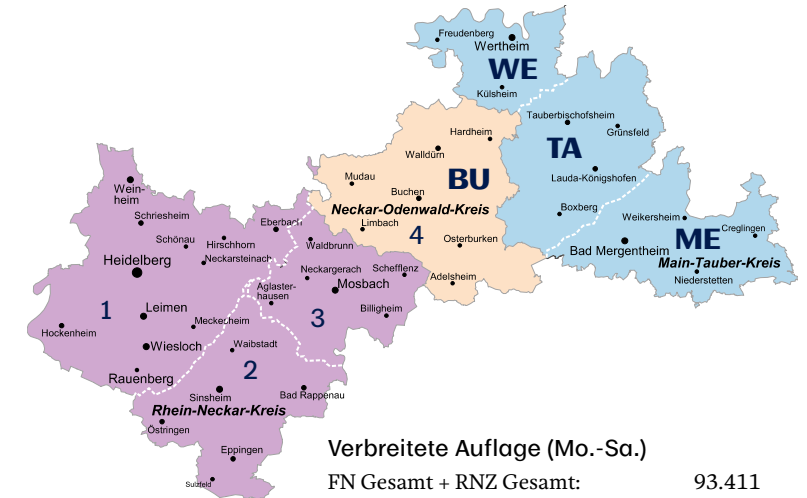 Freudenberg
Wertheim
WE
Külsheim
Tauberbischofsheim
Grünsfeld
Hardheim
TA
Walldürn
Lauda-Königshofen
Mudau
BU
Buchen
Neckar-Odenwald-Kreis
Boxberg
Weikersheim
Creglingen
Limbach
4
ME
Osterburken
Bad Mergentheim
Main-Tauber-Kreis
Niederstetten
Adelsheim
Wein-
heim
Schriesheim
Eberbach
Schönau
Hirschhorn
Waldbrunn
Heidelberg
Neckarsteinach
Neckargerach
Schefflenz
Aglaster-
hausen
Mosbach
1
Leimen
3
Billigheim
Hockenheim
Meckesheim
Wiesloch
Waibstadt
2
Rauenberg
Sinsheim
Bad Rappenau
Rhein-Neckar-Kreis
Östringen
Eppingen
Sulzfeld
Verbreitete Auflage (Mo.-Sa.)
FN Gesamt + RNZ Gesamt: 93.411